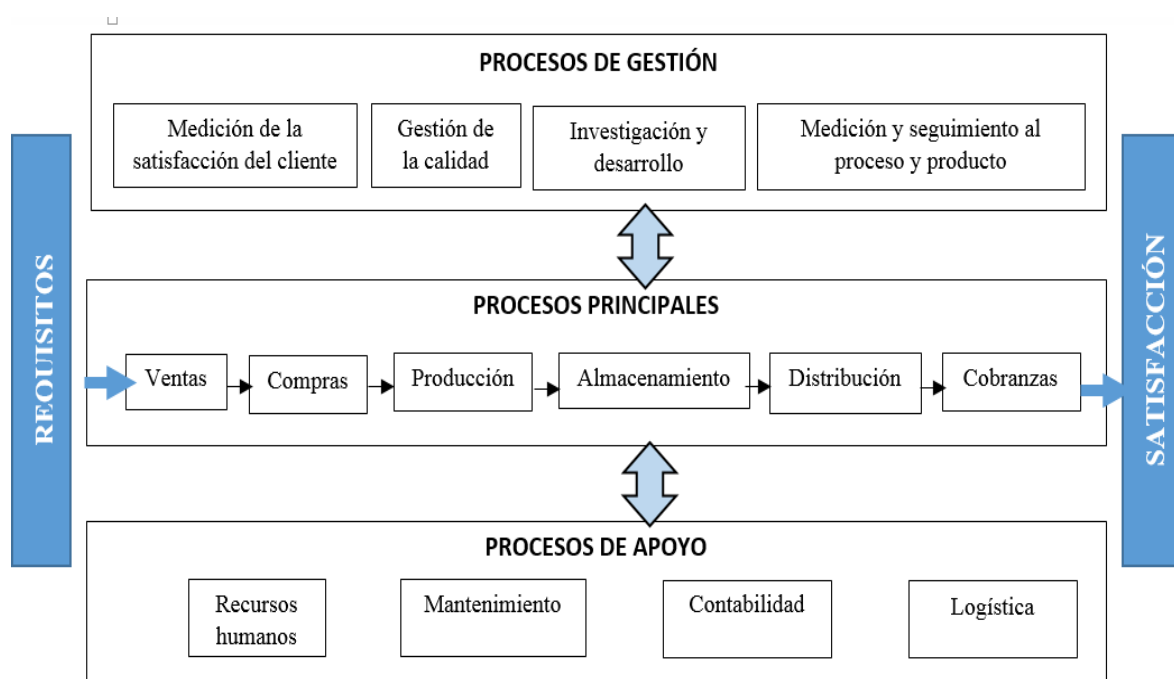 PROCESOS DE GESTIÓN
Medición de la
satisfacción del cliente
Gestión de
la calidad
Investigación y
desarrollo
Medición y seguimiento al
proceso y producto
REQUISITOS
PROCESOS PRINCIPALES
Ventas
Compras
Producción
Almacenamiento
Distribución
Cobranzas
SATISFACCIÓN
PROCESOS DE APOYO
Recursos
humanos
Mantenimiento
Contabilidad
Logística